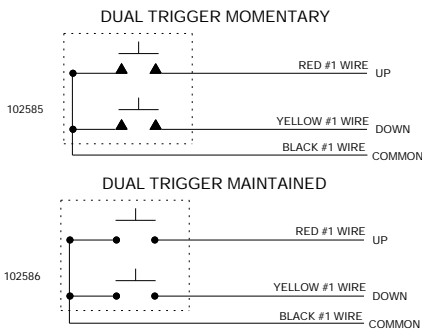 DUAL TRIGGER MOMENTARY
RED #1 WIRE
UP
102585
YELLOW #1 WIRE
DOWN
BLACK #1 WIRE
COMMON
DUAL TRIGGER MAINTAINED
RED #1 WIRE
UP
102586
YELLOW #1 WIRE
DOWN
BLACK #1 WIRE
COMMON